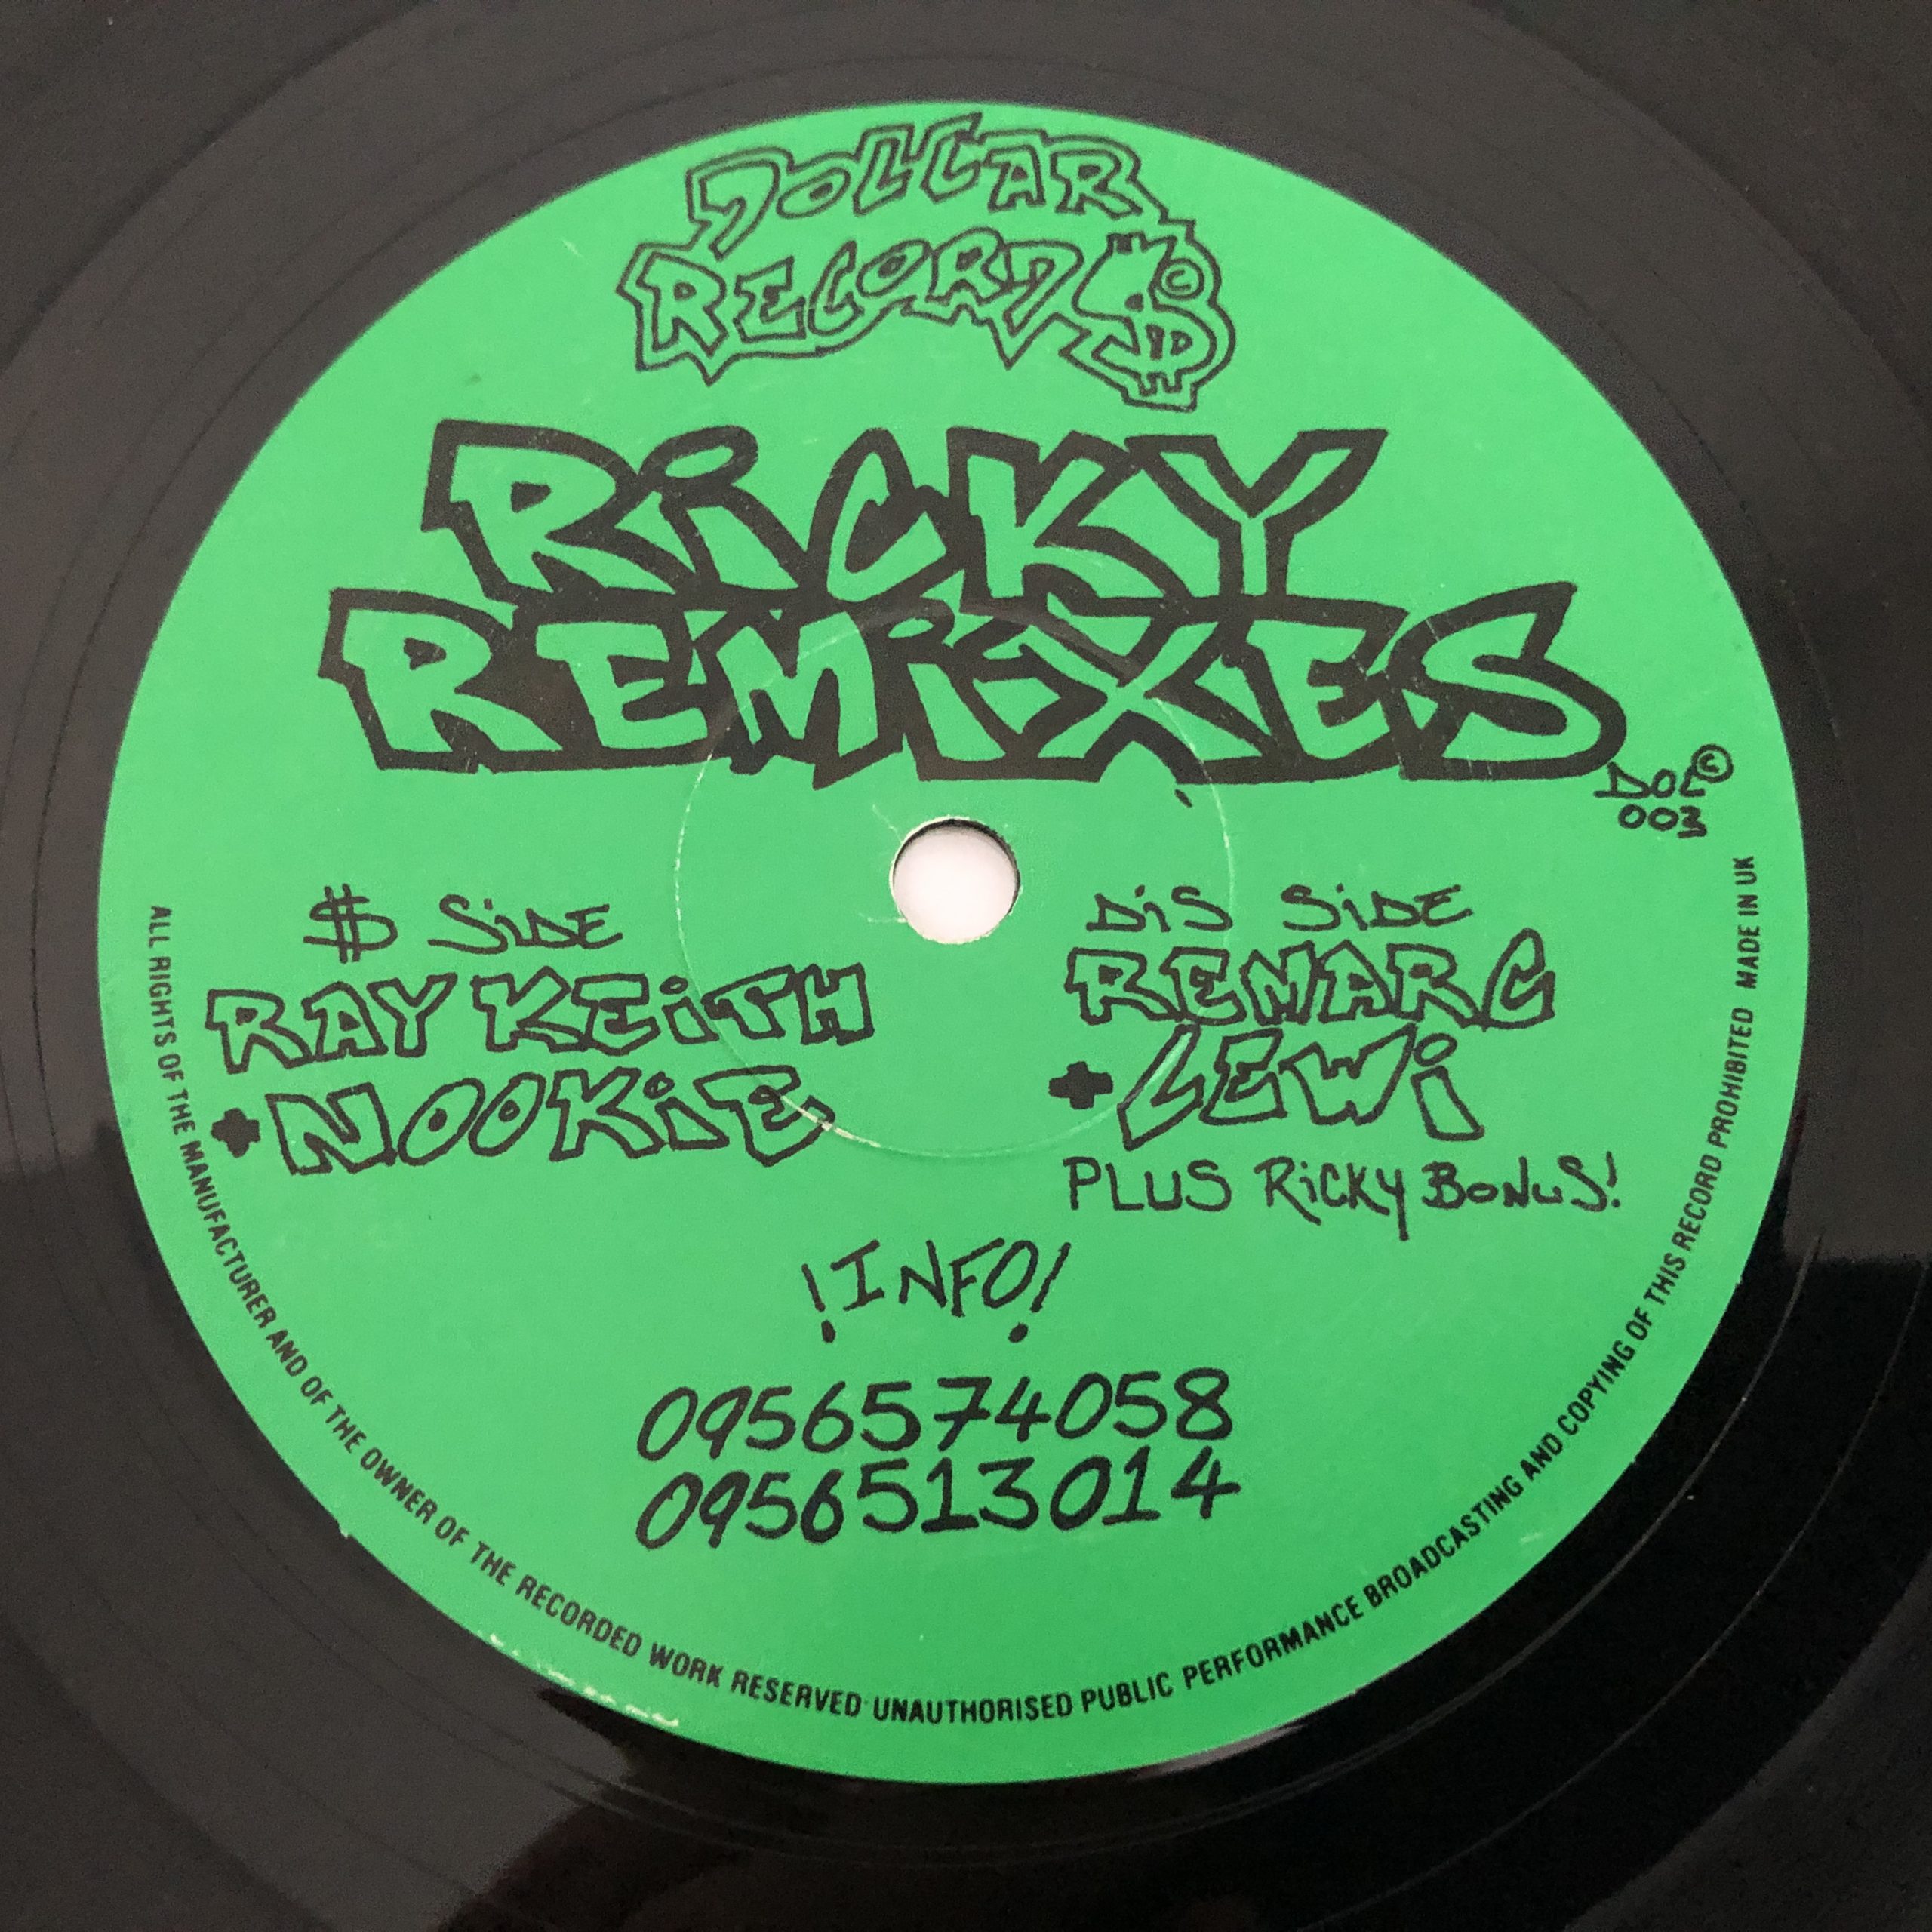 DOLLAR
RECORD$ ©
RiCKY
REMiXES
DOL ©
003
$ SiDE
RAY KEiTH
+ NOOKiE
DiS SiDE
REMARC
+ LEWi
PLUS RiCKY BONUS!
!INFO!
0956574058
0956513014
ALL RIGHTS OF THE MANUFACTURER AND OF THE OWNER OF THE RECORDED WORK RESERVED UNAUTHORISED PUBLIC PERFORMANCE BROADCASTING AND COPYING OF THIS RECORD PROHIBITED MADE IN UK